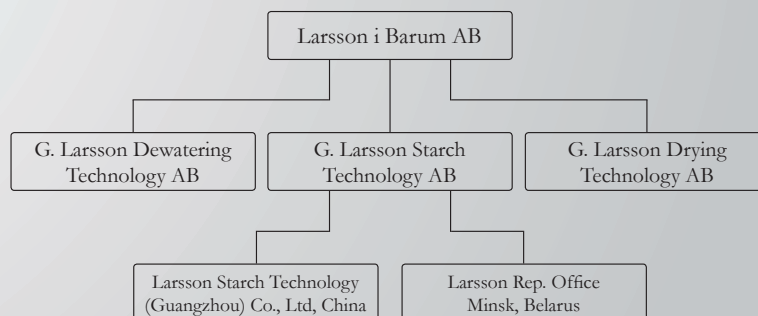 Larsson i Barum AB
G. Larsson Dewatering
Technology AB
G. Larsson Starch
Technology AB
G. Larsson Drying
Technology AB
Larsson Starch Technology
(Guangzhou) Co., Ltd, China
Larsson Rep. Office
Minsk, Belarus